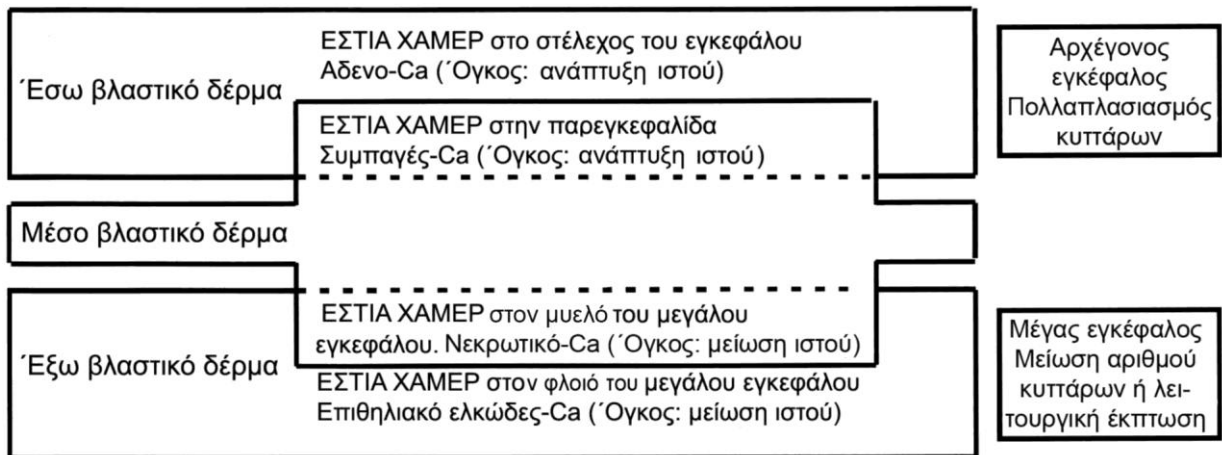 ΄Εσω βλαστικό δέρμα
ΕΣΤΙΑ ΧΑΜΕΡ στο στέλεχος του εγκεφάλου
Αδενο-Ca (΄Ογκος: ανάπτυξη ιστού)
ΕΣΤΙΑ ΧΑΜΕΡ στην παρεγκεφαλίδα
Συμπαγές-Ca (΄Ογκος: ανάπτυξη ιστού)
Αρχέγονος
εγκέφαλος
Πολλαπλασιασμός
κυττάρων
Μέσο βλαστικό δέρμα
΄Εξω βλαστικό δέρμα
ΕΣΤΙΑ ΧΑΜΕΡ στον μυελό του μεγάλου
εγκεφάλου. Νεκρωτικό-Ca (΄Ογκος: μείωση ιστού)
ΕΣΤΙΑ ΧΑΜΕΡ στον φλοιό του μεγάλου εγκεφάλου
Επιθηλιακό ελκώδες-Ca (΄Ογκος: μείωση ιστού)
Μέγας εγκέφαλος
Μείωση αριθμού
κυττάρων ή λει-
τουργική έκπτωση